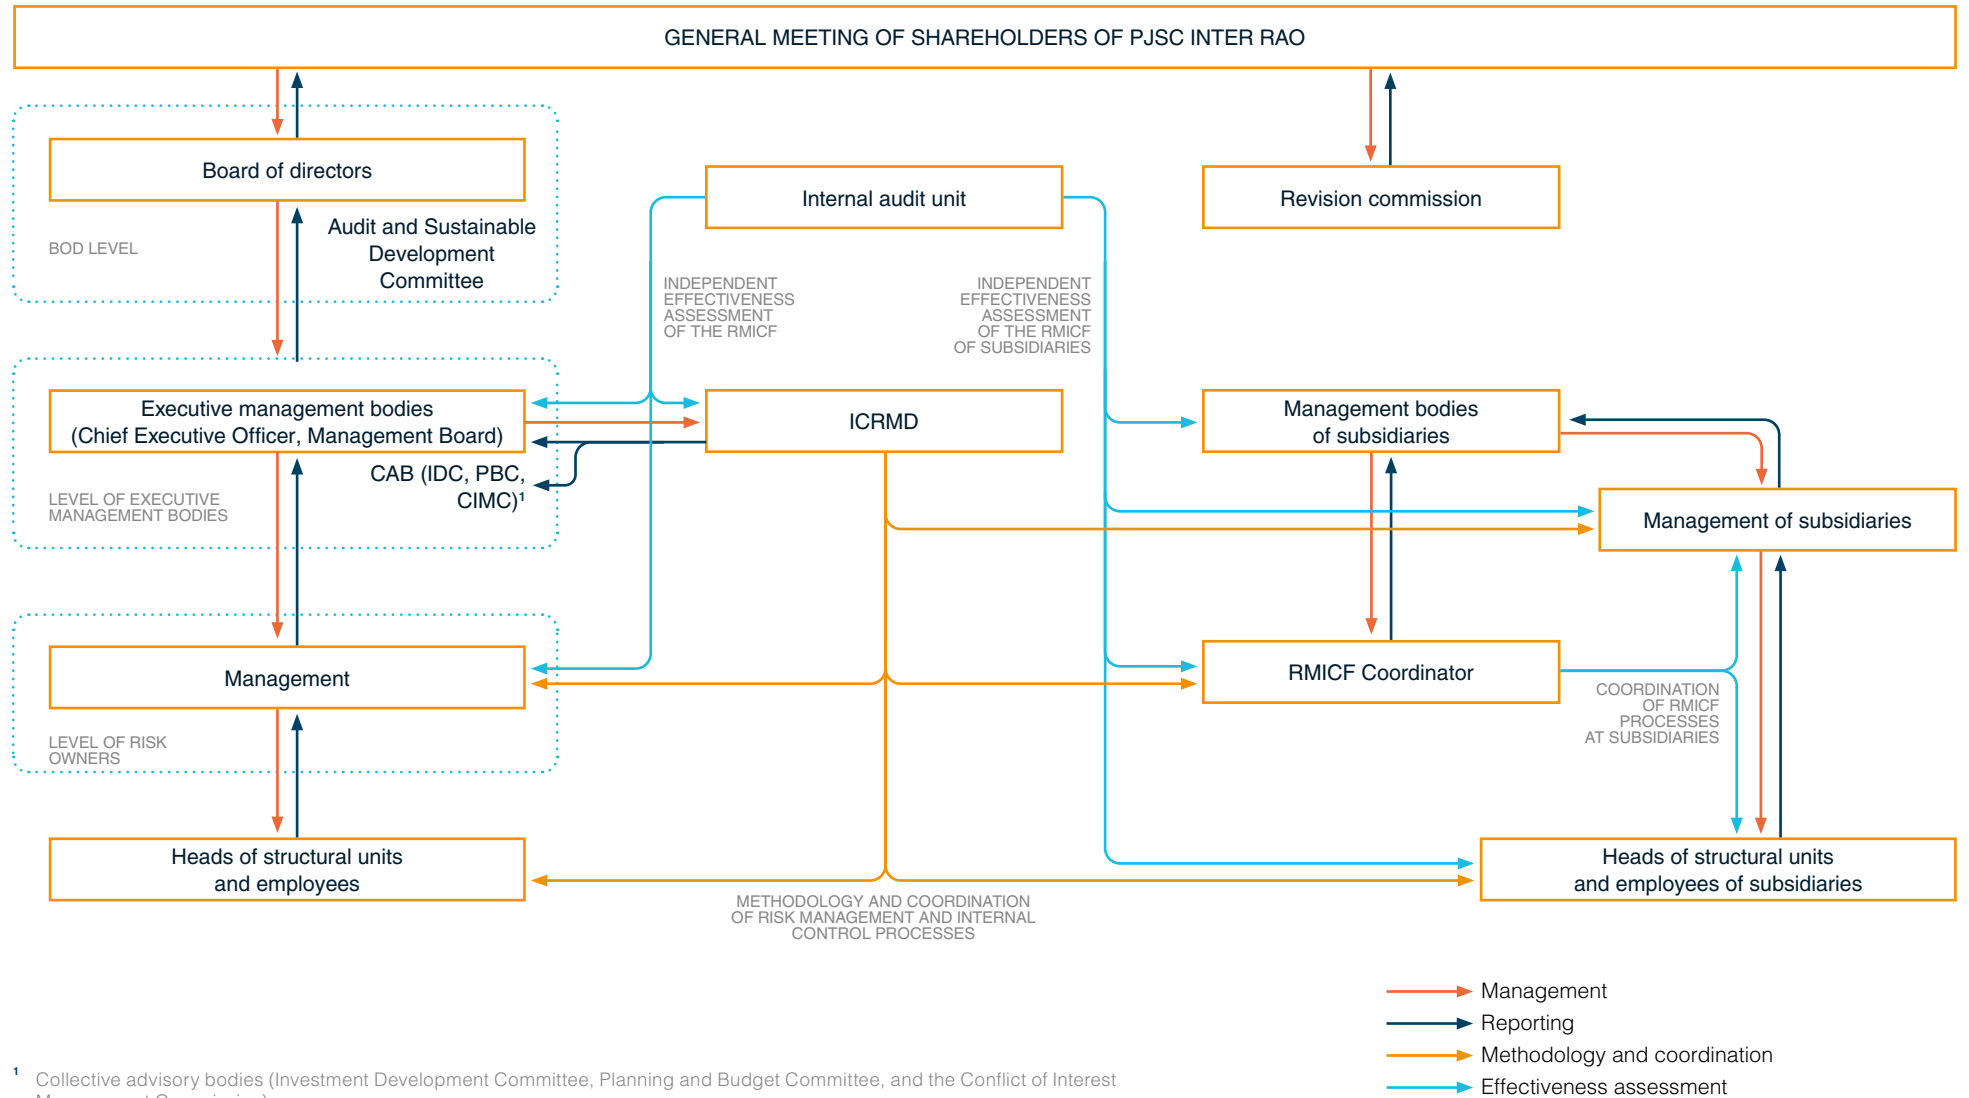 GENERAL MEETING OF SHAREHOLDERS OF PJSC INTER RAO
Board of directors
Audit and Sustainable
Development
Committee
BOD LEVEL
Internal audit unit
Revision commission
INDEPENDENT
EFFECTIVENESS
ASSESSMENT
OF THE RMICF
INDEPENDENT
EFFECTIVENESS
ASSESSMENT
OF THE RMICF
OF SUBSIDIARIES
Executive management bodies
(Chief Executive Officer, Management Board)
CAB (IDC, PBC,
CIMC)¹
LEVEL OF EXECUTIVE
MANAGEMENT BODIES
ICRMD
Management bodies
of subsidiaries
Management of subsidiaries
Management
LEVEL OF RISK
OWNERS
RMICF Coordinator
COORDINATION
OF RMICF
PROCESSES
AT SUBSIDIARIES
Heads of structural units
and employees
METHODOLOGY AND COORDINATION
OF RISK MANAGEMENT AND INTERNAL
CONTROL PROCESSES
Heads of structural units
and employees of subsidiaries
Management
Reporting
Methodology and coordination
Effectiveness assessment
¹ Collective advisory bodies (Investment Development Committee, Planning and Budget Committee, and the Conflict of Interest